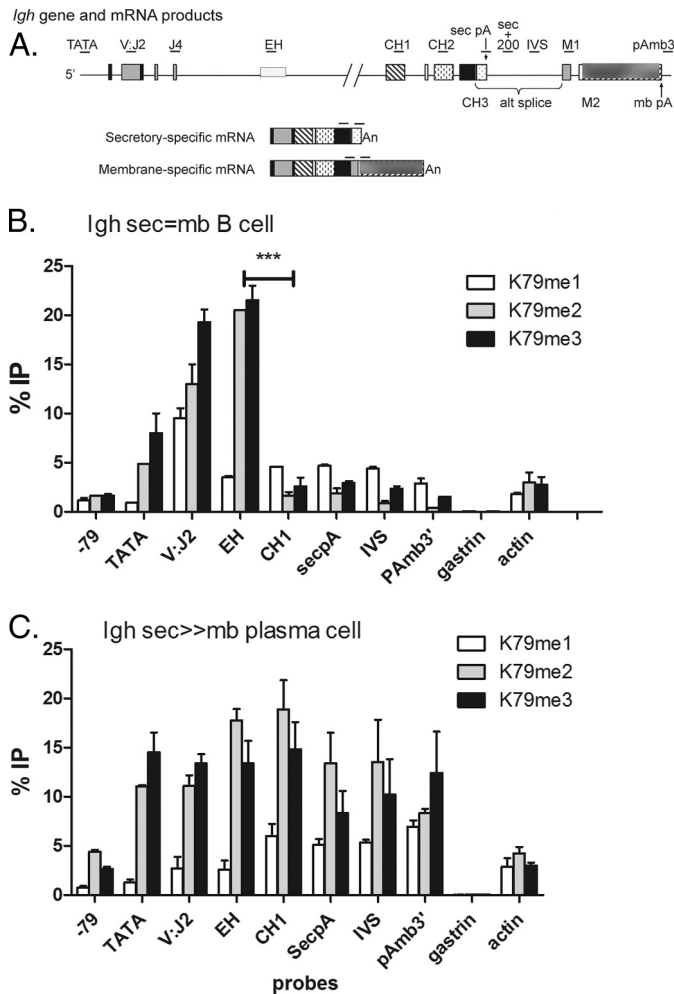 Igh gene and mRNA products
A.
TATA V:J2 J4 EH CH1 CH2 sec pA sec + 200 IVS M1 pAmb3
5'
CH3 alt splice M2 mb pA
Secretory-specific mRNA An
Membrane-specific mRNA An
B. Igh sec=mb B cell
***
K79me1
K79me2
K79me3
% IP
25
20
15
10
5
0
-79 TATA V:J2 EH CH1 secpA IVS PAmb3' gastrin actin
C. Igh sec>>mb plasma cell
K79me1
K79me2
K79me3
% IP
25
20
15
10
5
0
-79 TATA V:J2 EH CH1 SecpA IVS pAmb3' gastrin actin
probes